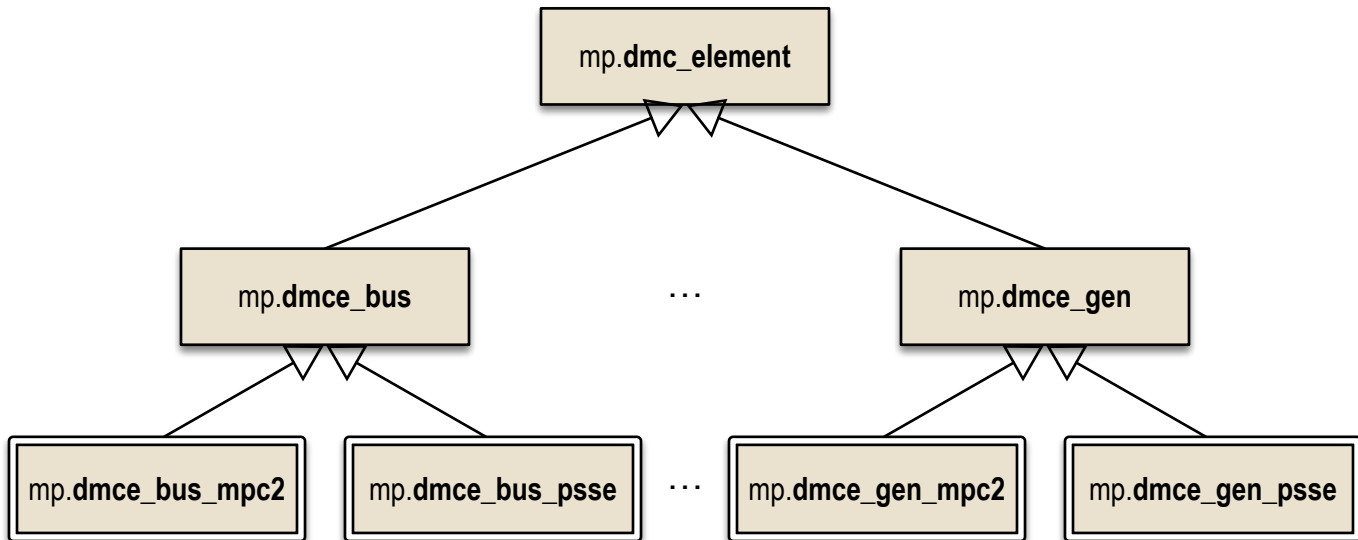 mp.dmc_element
mp.dmce_bus
...
mp.dmce_gen
mp.dmce_bus_mpc2
mp.dmce_bus_psse
...
mp.dmce_gen_mpc2
mp.dmce_gen_psse